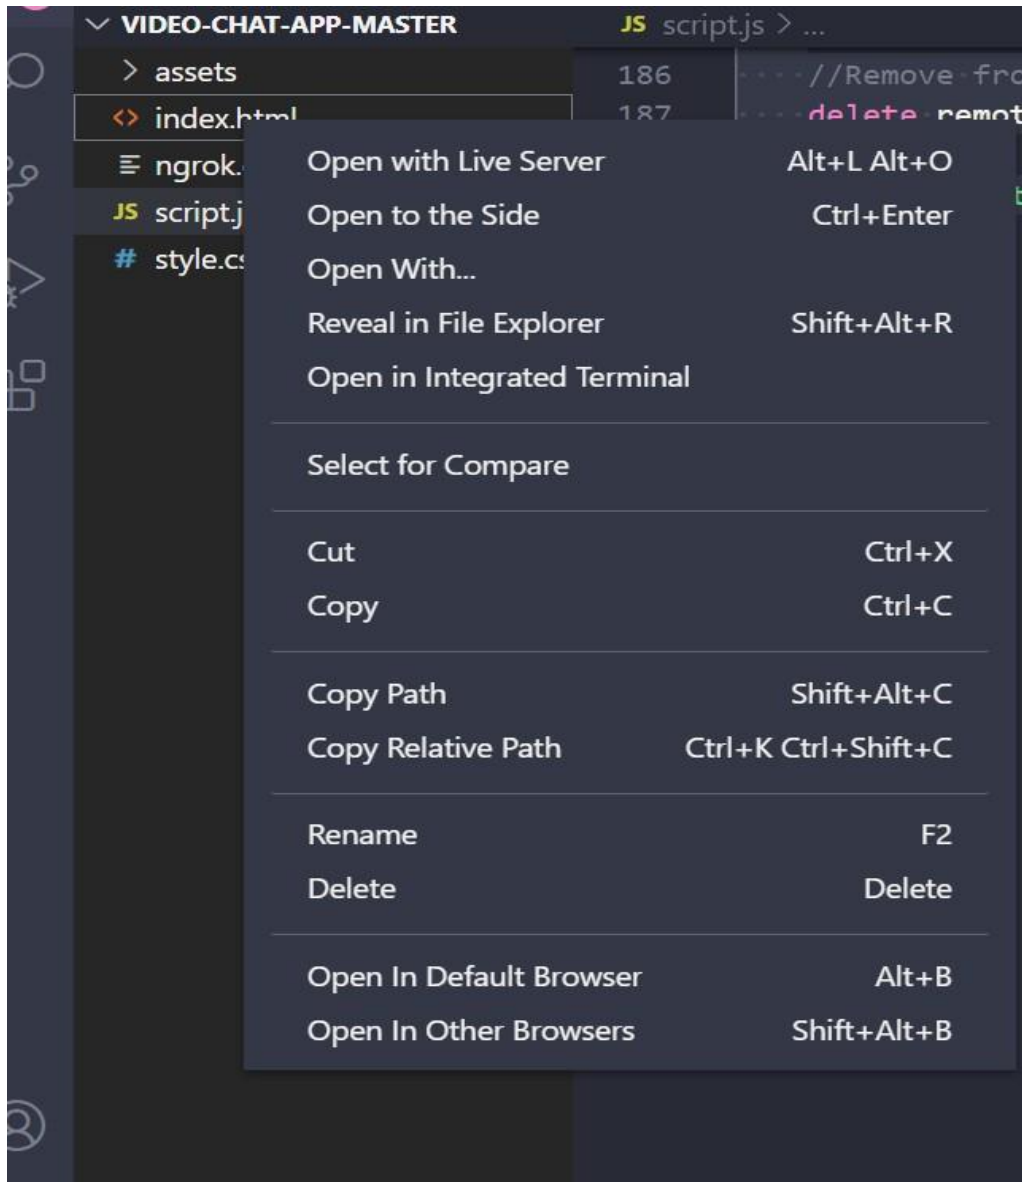 VIDEO-CHAT-APP-MASTER
JS script.js > ...
assets
186 //Remove
index.html
187 delete
ngrok.
JS
# style.
Open with Live Server Alt+L Alt+O
Open to the Side Ctrl+Enter
Open With...
Reveal in File Explorer Shift+Alt+R
Open in Integrated Terminal
Select for Compare
Cut Ctrl+X
Copy Ctrl+C
Copy Path Shift+Alt+C
Copy Relative Path Ctrl+K Ctrl+Shift+C
Rename F2
Delete Delete
Open In Default Browser Alt+B
Open In Other Browsers Shift+Alt+B